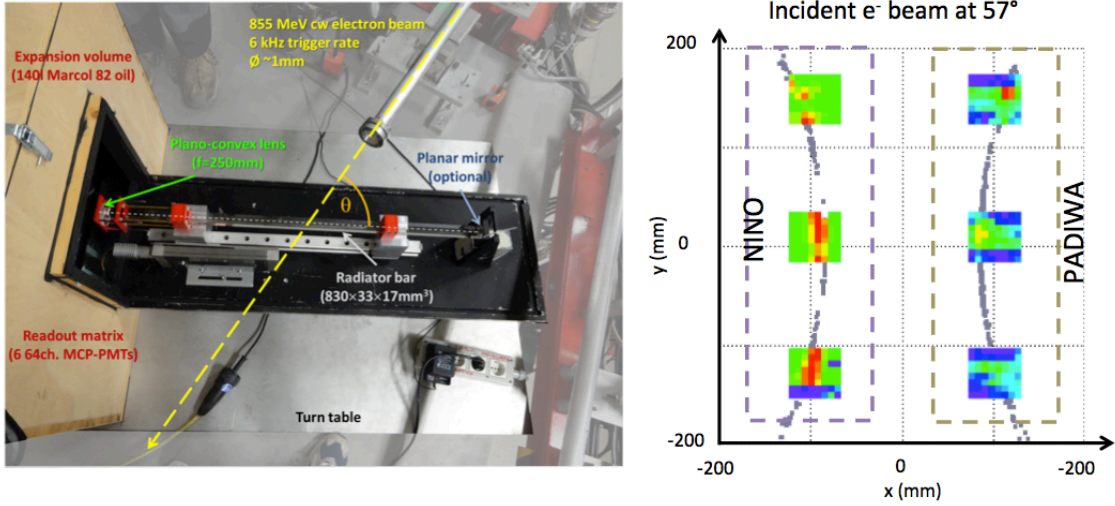 855 MeV cw electron beam
6 kHz trigger rate
Ø ~1mm
Expansion volume
(140l Marcol 82 oil)
Plano-convex lens
(f=250mm)
Planar mirror
(optional)
θ
Radiator bar
(830×33×17mm³)
Readout matrix
(6 64ch. MCP-PMTs)
Turn table
Incident e⁻ beam at 57°
200
y (mm)
0
-200
NINO
PADIWA
-200
0
-200
x (mm)